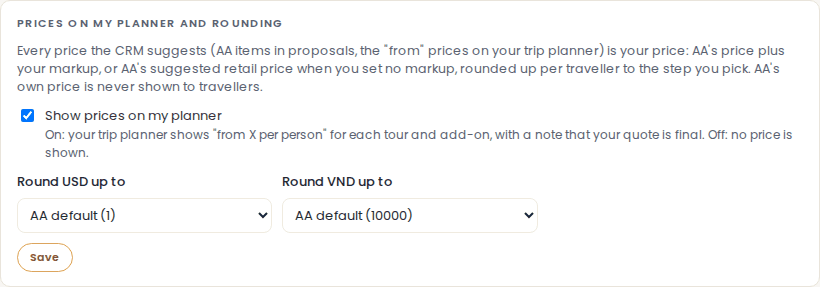 PRICES ON MY PLANNER AND ROUNDING
Every price the CRM suggests (AA items in proposals, the "from" prices on your trip planner) is your price: AA's price plus
your markup, or AA's suggested retail price when you set no markup, rounded up per traveller to the step you pick. AA's
own price is never shown to travellers.
Show prices on my planner
On: your trip planner shows "from X per person" for each tour and add-on, with a note that your quote is final. Off: no price is
shown.
Round USD up to
Round VND up to
AA default (1)
AA default (10000)
Save